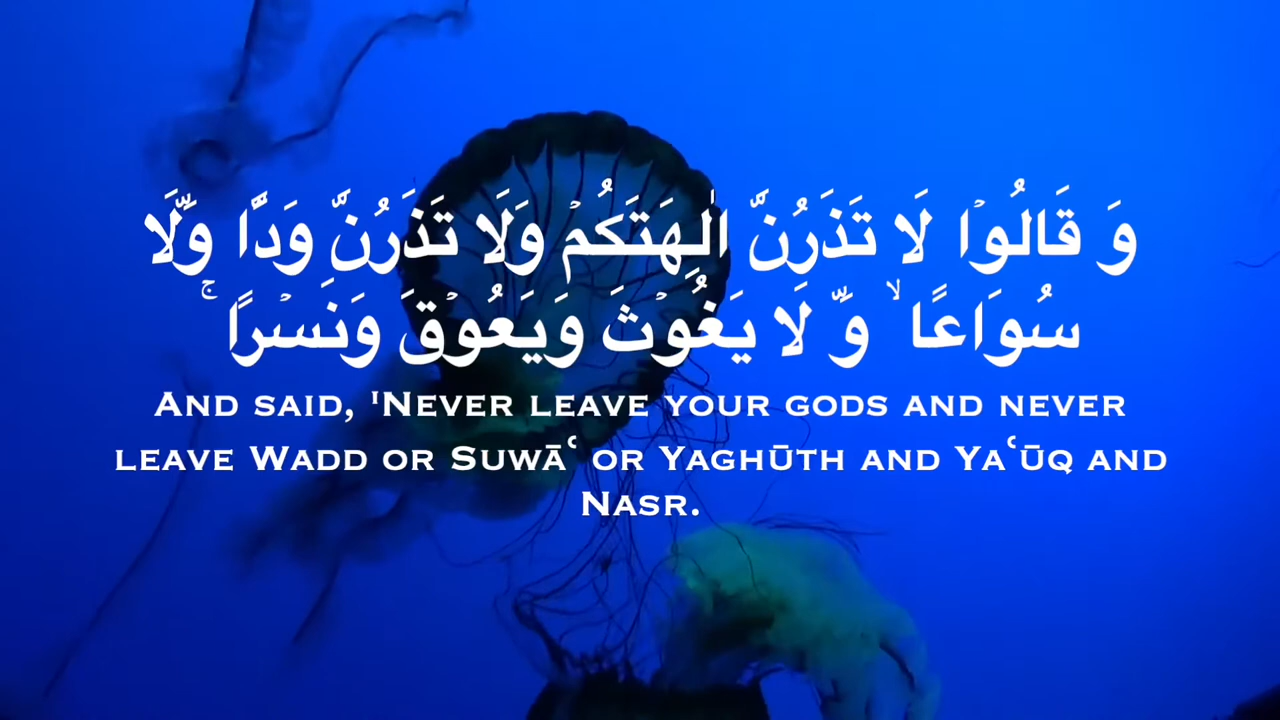 وَ قَالُوۡا لَا تَذَرُنَّ اٰلِهَتَكُمۡ وَلَا تَذَرُنَّ وَدًّا وَّلَا
سُوَاعًا ۙ وَّ لَا يَغُوۡثَ وَيَعُوۡقَ وَنَسۡرًا ۚ
And said, 'Never leave your gods and never
leave Wadd or Suwāʿ or Yaghūth and Yaʿūq and
Nasr.